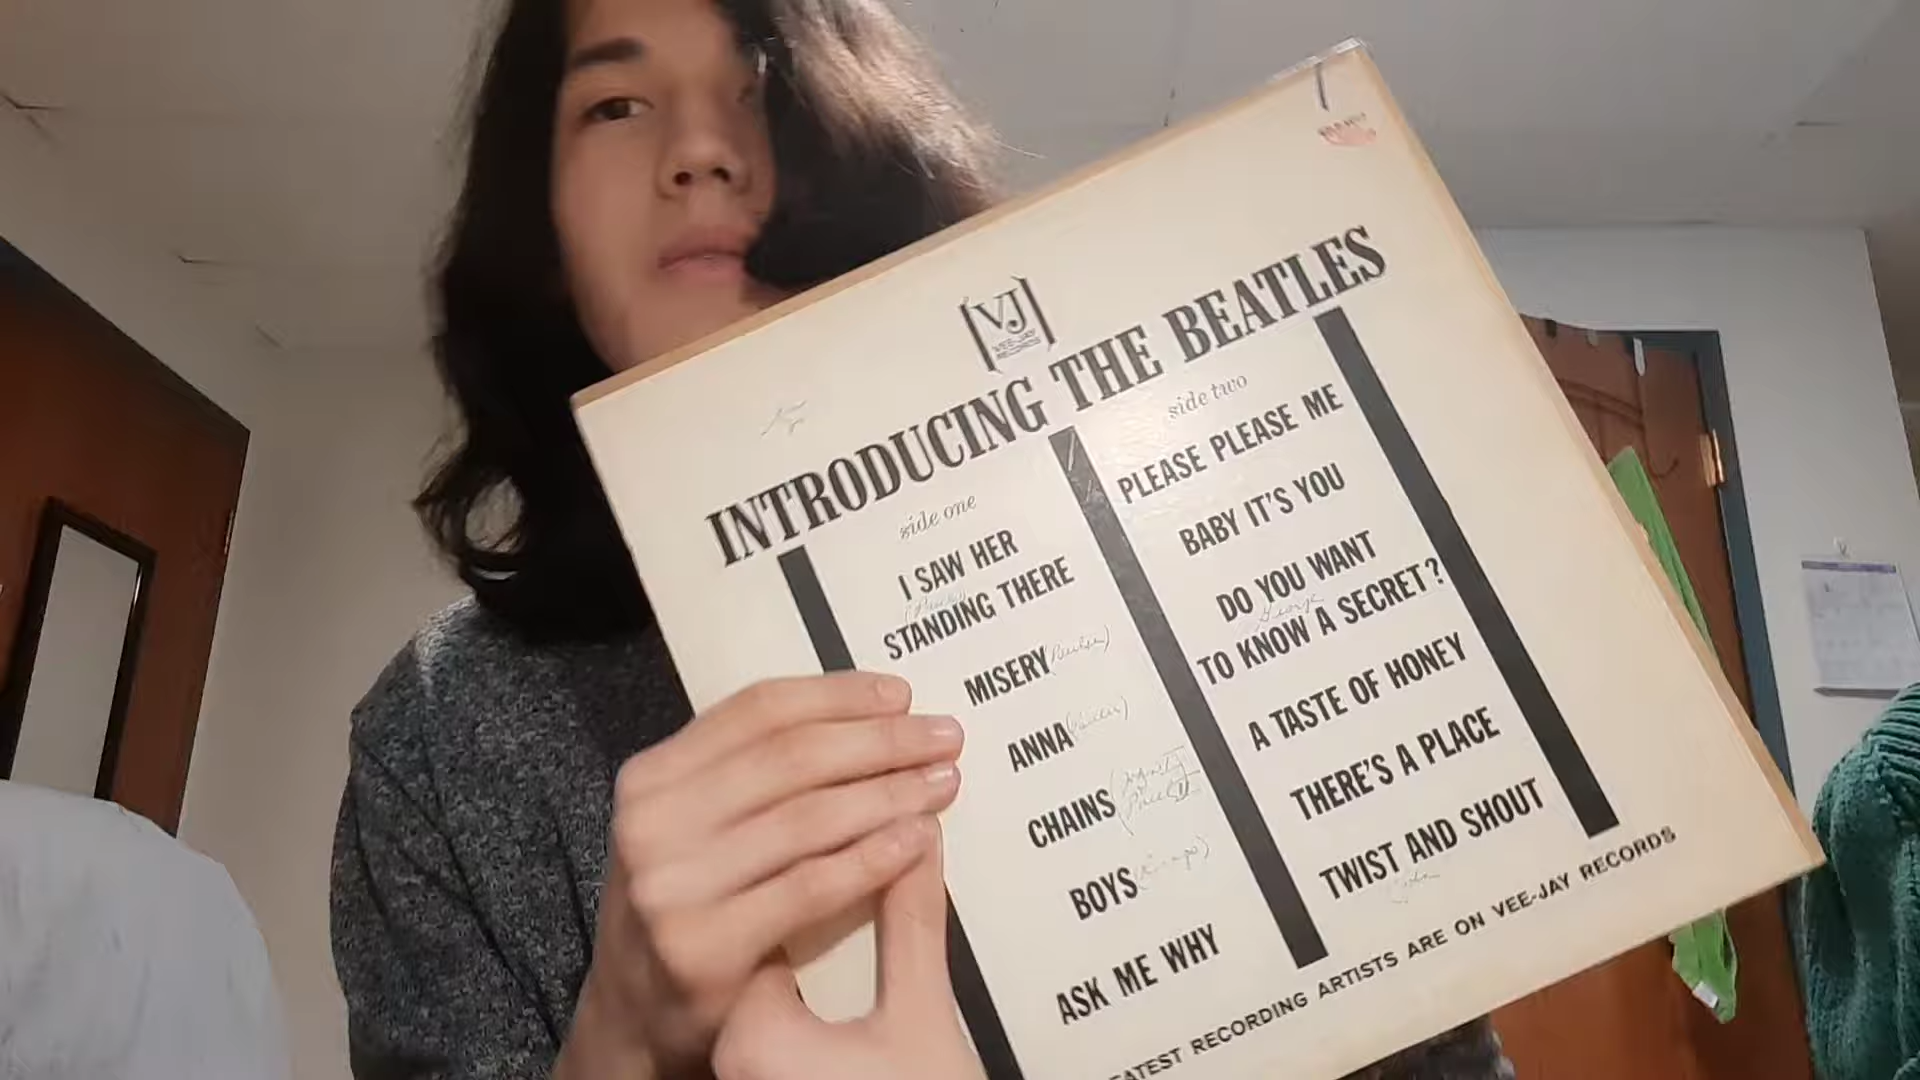 VJ
VEE-JAY
RECORDS
INTRODUCING THE BEATLES
side one
I SAW HER
STANDING THERE
MISERY
ANNA
CHAINS
BOYS (Ringo)
ASK ME WHY
side two
PLEASE PLEASE ME
BABY IT'S YOU
DO YOU WANT
George
TO KNOW A SECRET?
A TASTE OF HONEY
THERE'S A PLACE
TWIST AND SHOUT
RECORDING ARTISTS ARE ON VEE-JAY RECORDS